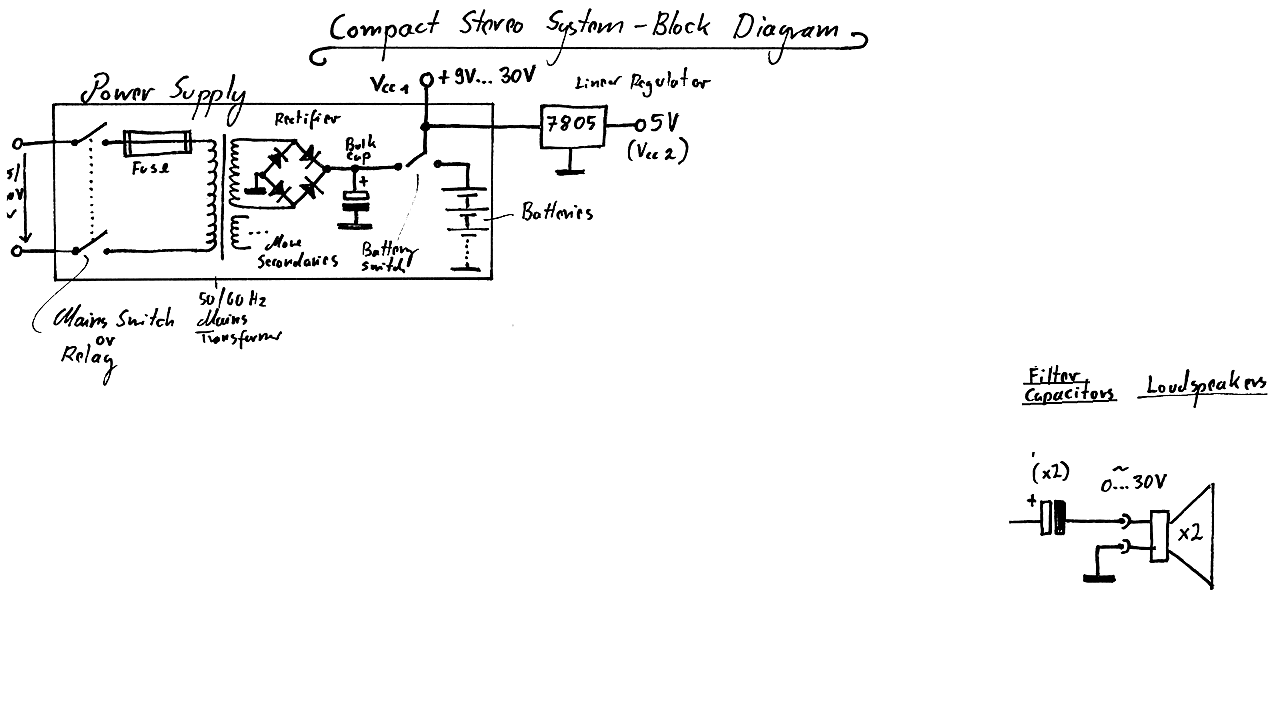 Compact Stereo System - Block Diagram
Power Supply
Vcc 1
+9V... 30V
Linear Regulator
Rectifier
7805
5V
(Vcc 2)
Fuse
Bulk
Cap
+
Batteries
More
Secondaries
Battery
switch
Mains Switch
or
Relay
50/60 Hz
Mains
Transformer
Filter
Capacitors
Loudspeakers
(x2)
~
0...30V
+
x2